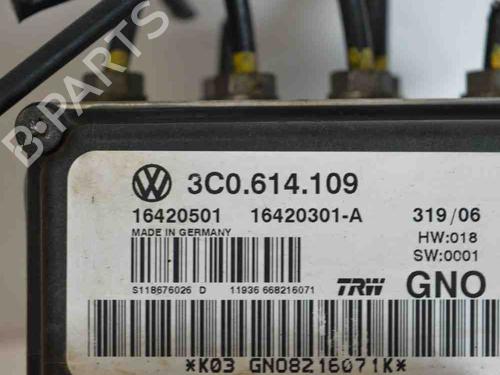 B-PARTS
3C0.614.109
16420501 16420301-A 319/06
MADE IN GERMANY HW:018
SW:0001
S118676026 D 11936 668216071 TRW GNO
*K03 GNO8216071K*